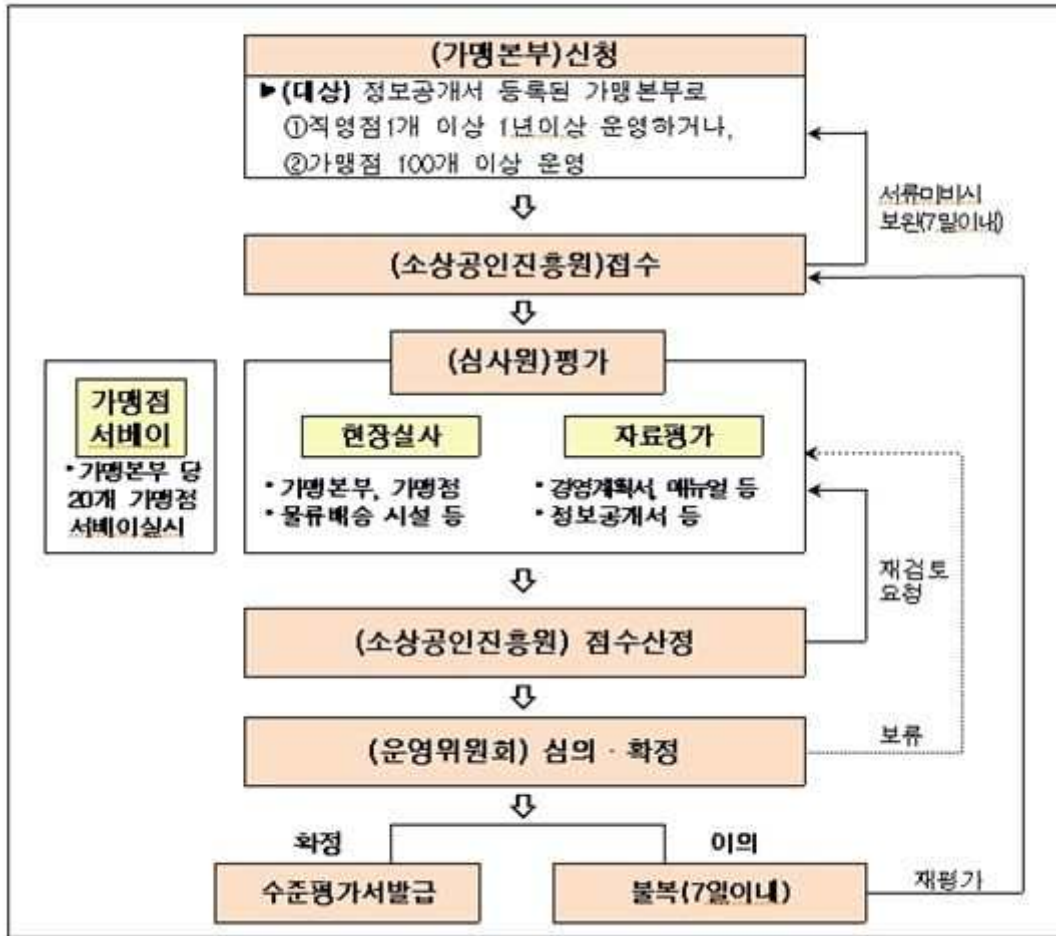 (가맹본부)신청
▶(대상) 정보공개서 등록된 가맹본부로
①직영점1개 이상 1년이상 운영하거나,
②가맹점 100개 이상 운영
서류미비시
보완(7일이내)
(소상공인진흥원)접수
(심사원)평가
가맹점
서베이
•가맹본부 당
20개 가맹점
서베이실시
현장실사
•가맹본부, 가맹점
•물류배송 시설 등
자료평가
•경영계획서, 메뉴얼 등
•정보공개서 등
재검토
요청
(소상공인진흥원) 점수산정
(운영위원회) 심의 · 확정
보류
확정
이의
수준평가서발급
불복(7일이내)
재평가